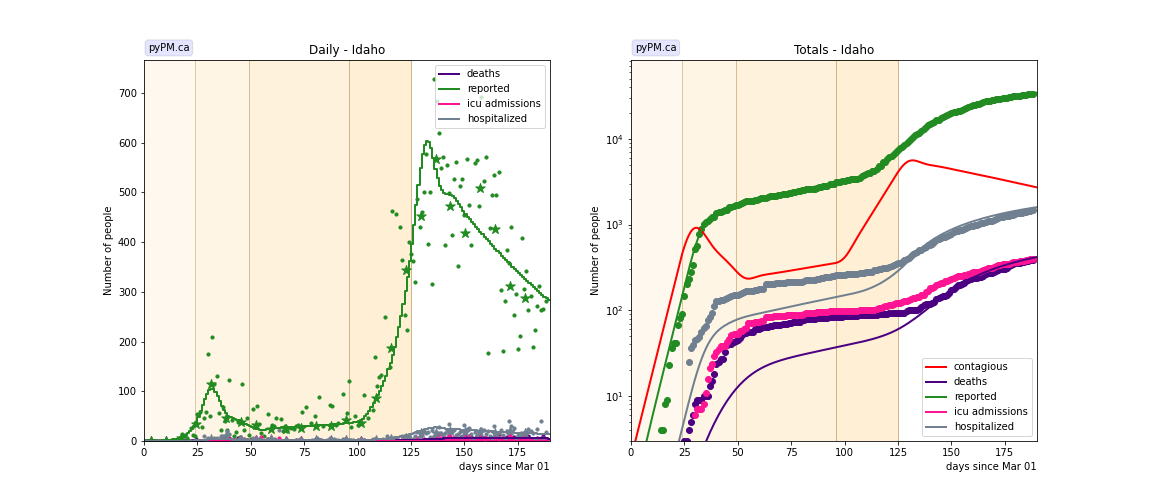 pyPM.ca
Daily - Idaho
Number of people
700
600
500
400
300
200
100
0
0 25 50 75 100 125 150 175
days since Mar 01
deaths
reported
icu admissions
hospitalized
pyPM.ca
Totals - Idaho
Number of people
10⁴
10³
10²
10¹
0 25 50 75 100 125 150 175
days since Mar 01
contagious
deaths
reported
icu admissions
hospitalized